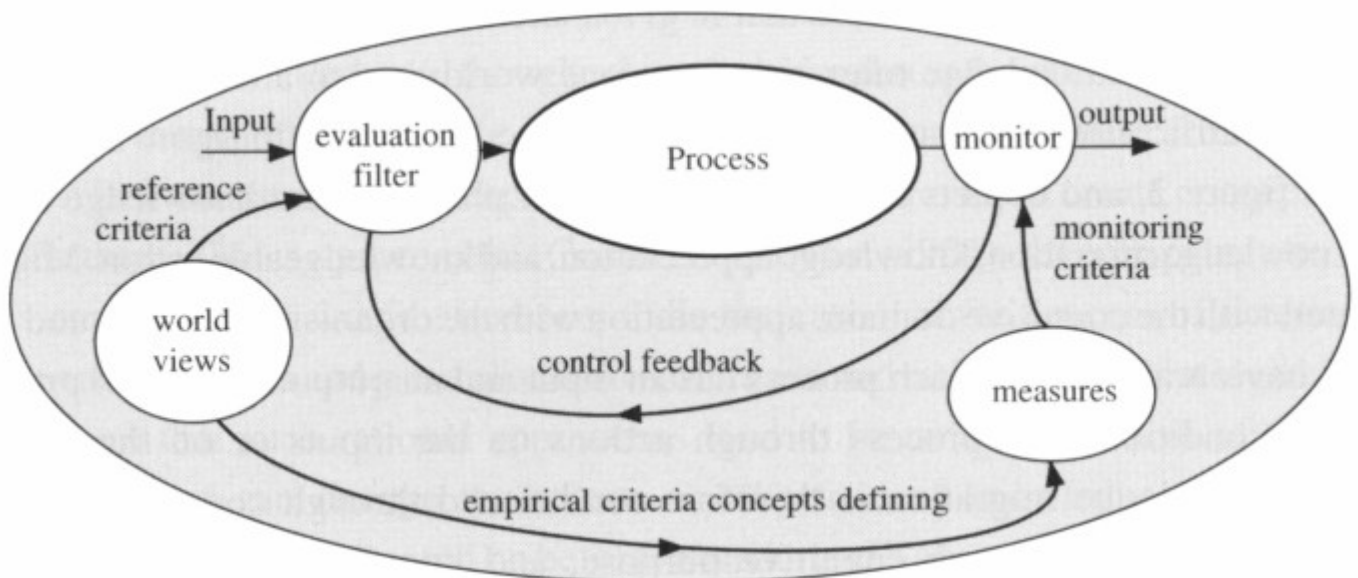 Input
evaluation
filter
Process
monitor
output
reference
criteria
monitoring
criteria
world
views
control feedback
measures
empirical criteria concepts defining